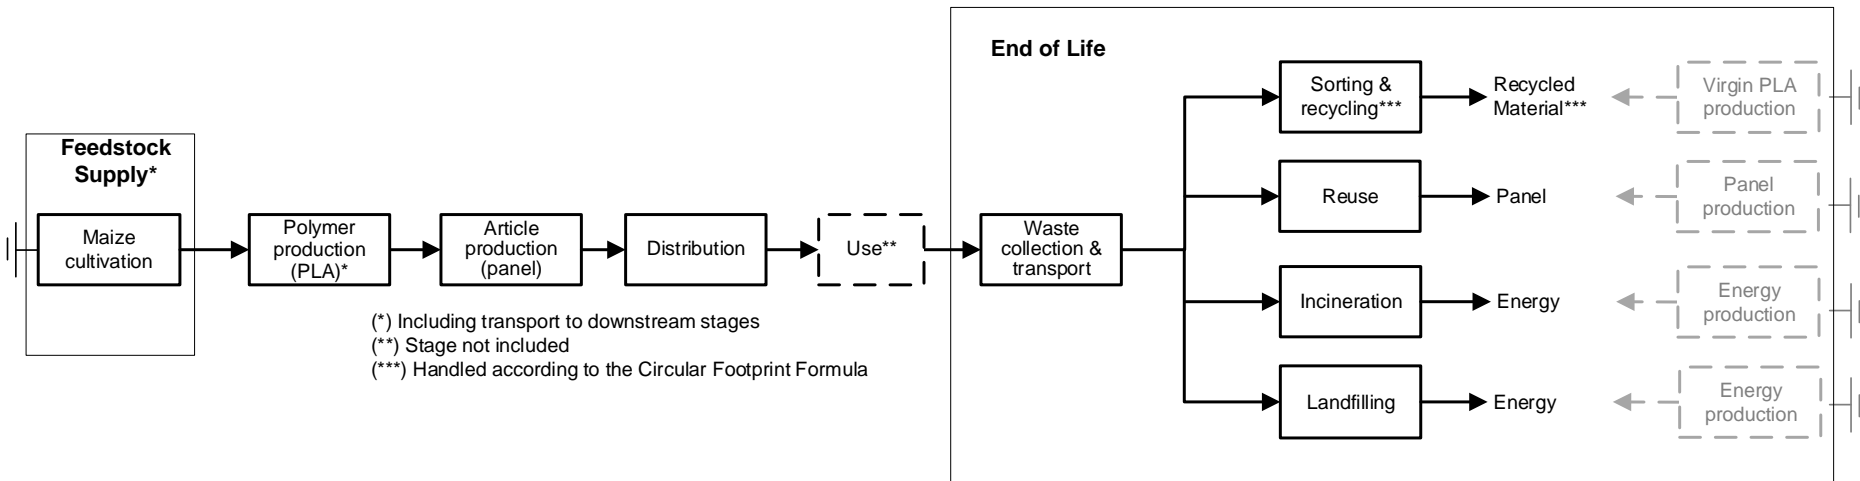 End of Life
Feedstock
Supply*
Maize
cultivation
Polymer
production
(PLA)*
Article
production
(panel)
Distribution
Use**
Waste
collection &
transport
Sorting &
recycling***
Recycled
Material***
Virgin PLA
production
Reuse
Panel
Panel
production
Incineration
Energy
Energy
production
Landfilling
Energy
Energy
production
(*) Including transport to downstream stages
(**) Stage not included
(***) Handled according to the Circular Footprint Formula